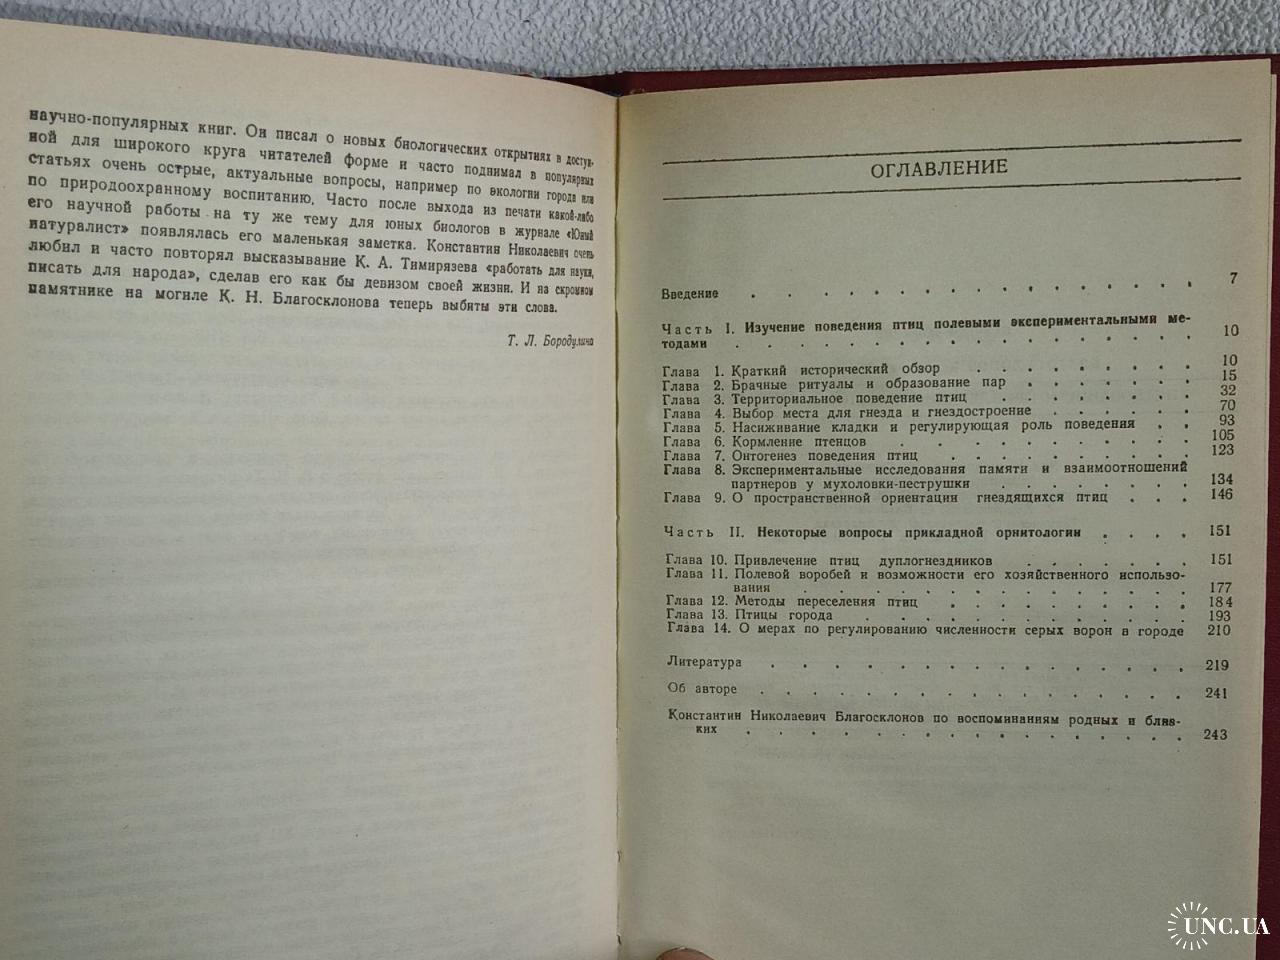 научно-популярных книг. Он писал о новых биологических открытиях в доступ-
ной для широкого круга читателей форме и часто поднимал в популярных
статьях очень острые, актуальные вопросы, например по экологии города или
по природоохранному воспитанию. Часто после выхода из печати какой-либо
его научной работы на ту же тему для юных биологов в журнале «Юный
натуралист» появлялась его маленькая заметка. Константин Николаевич очень
любил и часто повторял высказывание К. А. Тимирязева «работать для науки,
писать для народа», сделав его как бы девизом своей жизни. И на скромном
памятнике на могиле К. Н. Благосклонова теперь выбиты эти слова.
Т. Л. Бородулина
ОГЛАВЛЕНИЕ
Введение . . . . . . . . . . . . . . 7
Часть I. Изучение поведения птиц полевыми экспериментальными ме-
тодами . . . . . . . . . . . . . . . 10
Глава 1. Краткий исторический обзор . . . . . . . . 10
Глава 2. Брачные ритуалы и образование пар . . . . . . 15
Глава 3. Территориальное поведение птиц . . . . . . . 32
Глава 4. Выбор места для гнезда и гнездостроение . . . . . . 70
Глава 5. Насиживание кладки и регулирующая роль поведения . . 93
Глава 6. Кормление птенцов . . . . . . . . . . 105
Глава 7. Онтогенез поведения птиц . . . . . . . . 123
Глава 8. Экспериментальные исследования памяти и взаимоотношений
партнеров у мухоловки-пеструшки . . . . . . . 134
Глава 9. О пространственной ориентации гнездящихся птиц . . . 146
Часть II. Некоторые вопросы прикладной орнитологии . . . . 151
Глава 10. Привлечение птиц дуплогнездников . . . . . . 151
Глава 11. Полевой воробей и возможности его хозяйственного использо-
вания . . . . . . . . . . . . . 177
Глава 12. Методы переселения птиц . . . . . . . . 184
Глава 13. Птицы города . . . . . . . . . . . 193
Глава 14. О мерах по регулированию численности серых ворон в городе 210
Литература . . . . . . . . . . . . . 219
Об авторе . . . . . . . . . . . . . 241
Константин Николаевич Благосклонов по воспоминаниям родных и близ-
ких . . . . . . . . . . . . . . 243
UNC.UA